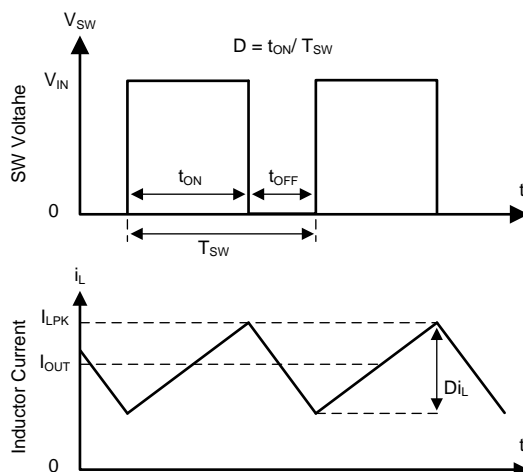 V_SW
D = t_ON/ T_SW
V_IN
SW Voltahe
t_ON
t_OFF
t
0
T_SW
i_L
I_LPK
I_OUT
Inductor Current
Di_L
t
0